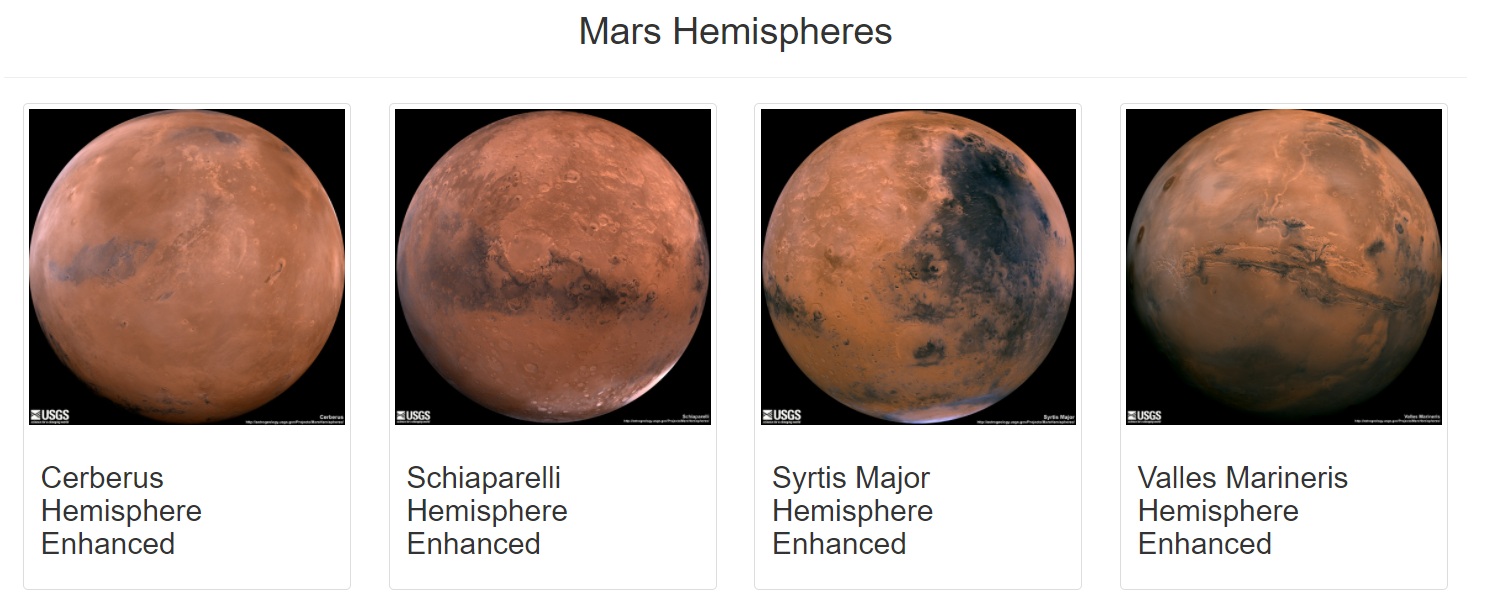 Mars Hemispheres
USGS
Cerberus
USGS
Schiaparelli
USGS
Syrtis Major
USGS
Valles Marineris
Cerberus
Hemisphere
Enhanced
Schiaparelli
Hemisphere
Enhanced
Syrtis Major
Hemisphere
Enhanced
Valles Marineris
Hemisphere
Enhanced